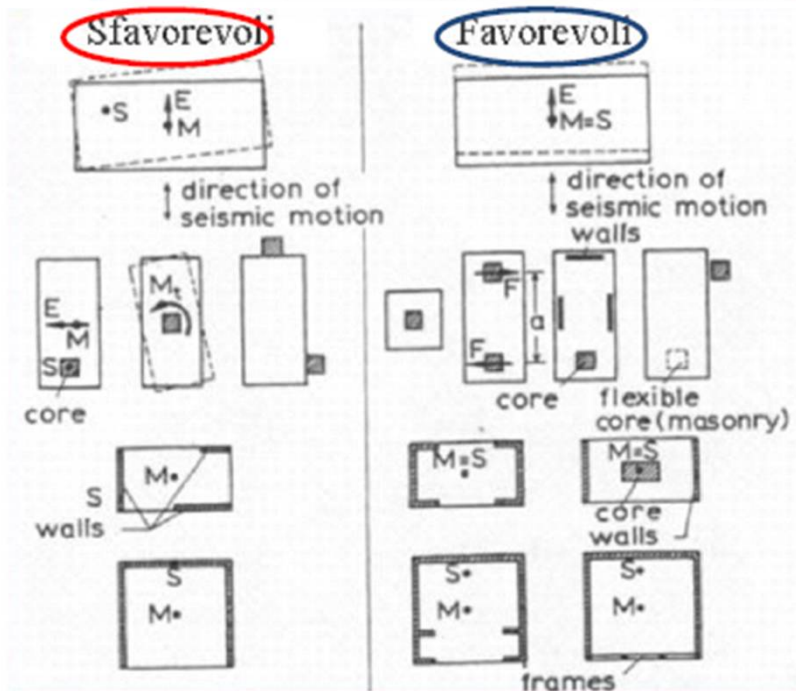 Sfavorevoli
Favorevoli
•S
E
M
E
M=S
direction of
seismic motion
direction of
seismic motion
walls
E
M
S
core
Mt
F
F
a
core
flexible
core (masonry)
M•
S
walls
M=S
M=S
core
walls
S
M•
S•
M•
S•
M•
frames